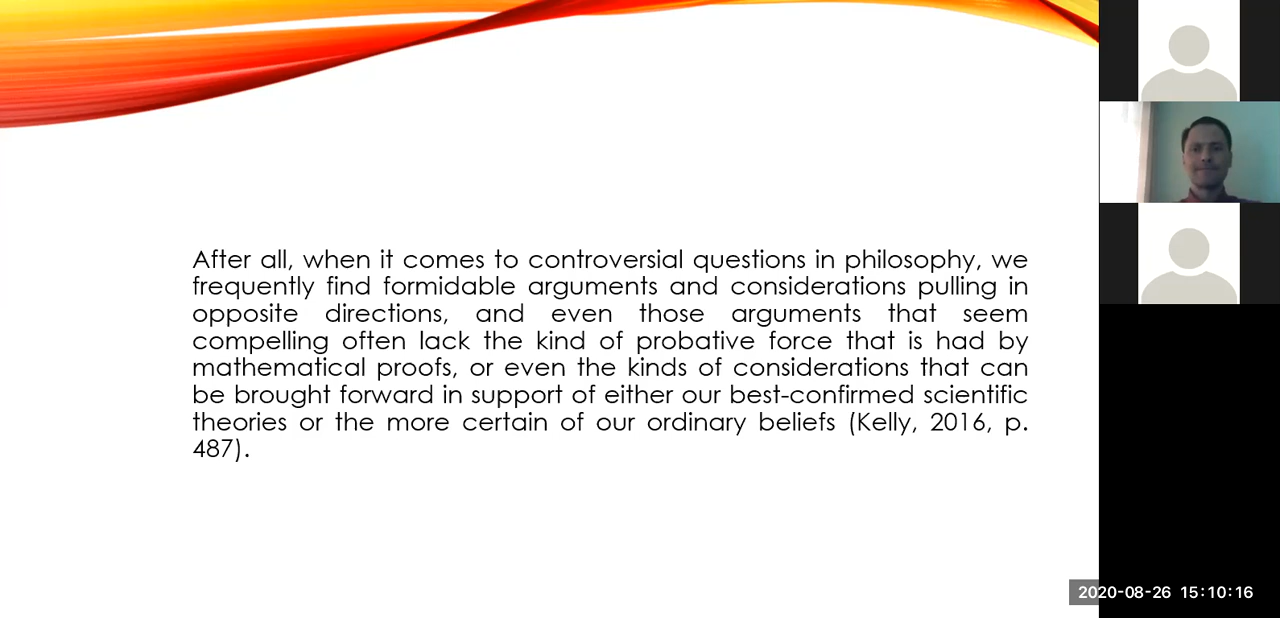 After all, when it comes to controversial questions in philosophy, we
frequently find formidable arguments and considerations pulling in
opposite directions, and even those arguments that seem
compelling often lack the kind of probative force that is had by
mathematical proofs, or even the kinds of considerations that can
be brought forward in support of either our best-confirmed scientific
theories or the more certain of our ordinary beliefs (Kelly, 2016, p.
487).
2020-08-26 15:10:16